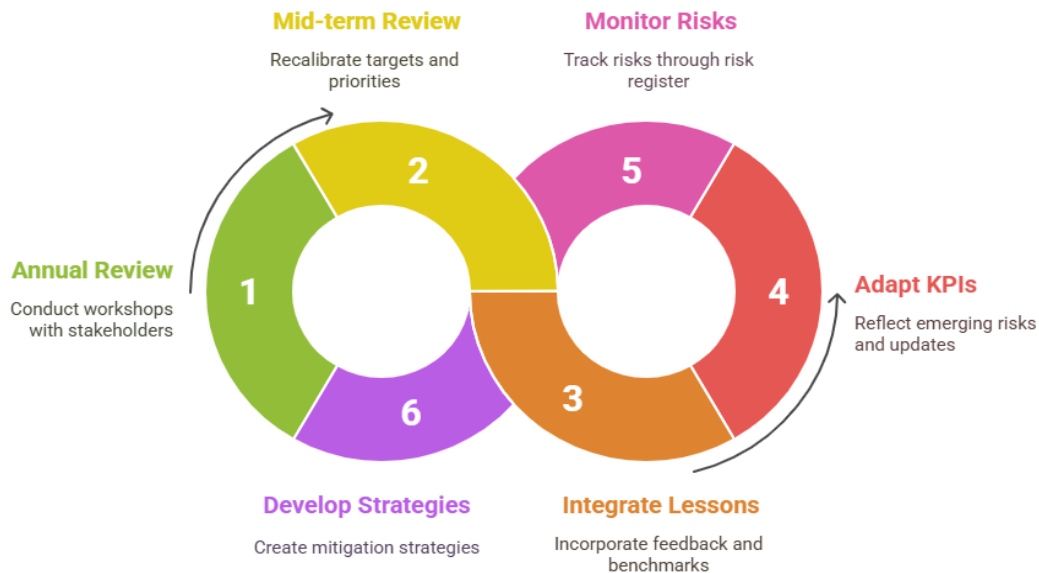 Mid-term Review
Recalibrate targets and
priorities
Monitor Risks
Track risks through risk
register
2
5
Annual Review
Conduct workshops
with stakeholders
1
4
Adapt KPIs
Reflect emerging risks
and updates
6
3
Develop Strategies
Create mitigation strategies
Integrate Lessons
Incorporate feedback and
benchmarks